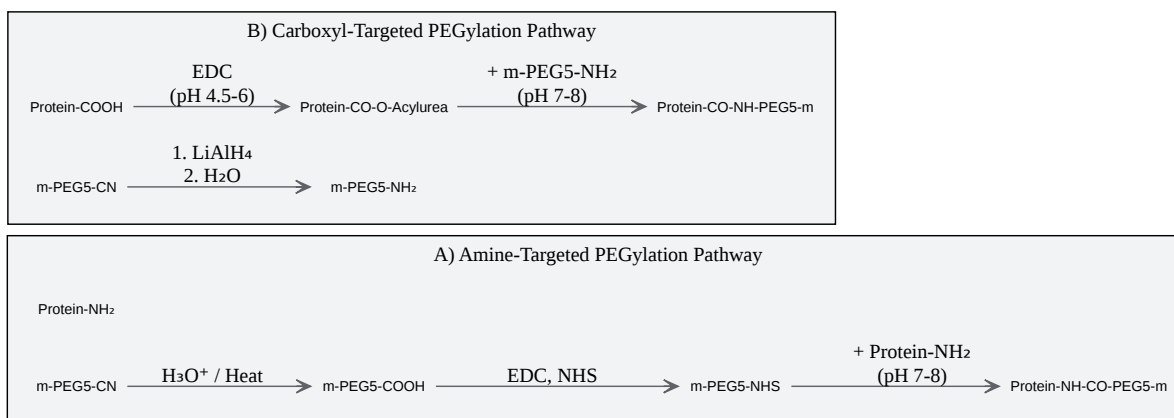 B) Carboxyl-Targeted PEGylation Pathway
EDC
(pH 4.5-6)
+ m-PEG5-NH₂
(pH 7-8)
Protein-COOH
Protein-CO-O-Acylurea
Protein-CO-NH-PEG5-m
1. LiAlH₄
2. H₂O
m-PEG5-CN
m-PEG5-NH₂
A) Amine-Targeted PEGylation Pathway
Protein-NH₂
m-PEG5-CN
H₃O⁺ / Heat
m-PEG5-COOH
EDC, NHS
m-PEG5-NHS
+ Protein-NH₂
(pH 7-8)
Protein-NH-CO-PEG5-m